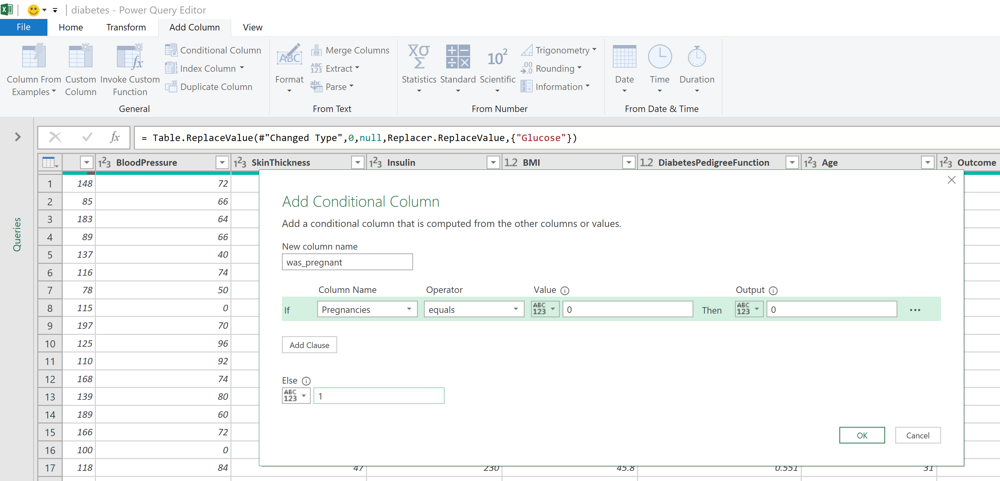 diabetes - Power Query Editor
File Home Transform Add Column View
Column From Examples
Custom Column
Invoke Custom Function
Conditional Column
Index Column
Duplicate Column
General
Format
Merge Columns
Extract
Parse
From Text
Statistics
Standard
Scientific
Trigonometry
Rounding
Information
From Number
Date
Time
Duration
From Date & Time
Queries
fx = Table.ReplaceValue(#"Changed Type",0,null,Replacer.ReplaceValue,{"Glucose"})
123 BloodPressure 123 SkinThickness 123 Insulin 1.2 BMI 1.2 DiabetesPedigreeFunction 123 Age 123 Outcome
1 148 72
2 85 66
3 183 64
4 89 66
5 137 40
6 116 74
7 78 50
8 115 0
9 197 70
10 125 96
11 110 92
12 168 74
13 139 80
14 189 60
15 166 72
16 100 0
17 118 84 47 230 45.8 0.551 31
Add Conditional Column
Add a conditional column that is computed from the other columns or values.
New column name
was_pregnant
Column Name Operator Value Output
If Pregnancies equals ABC 123 0 Then ABC 123 0 ...
Add Clause
Else
ABC 123 1
OK Cancel